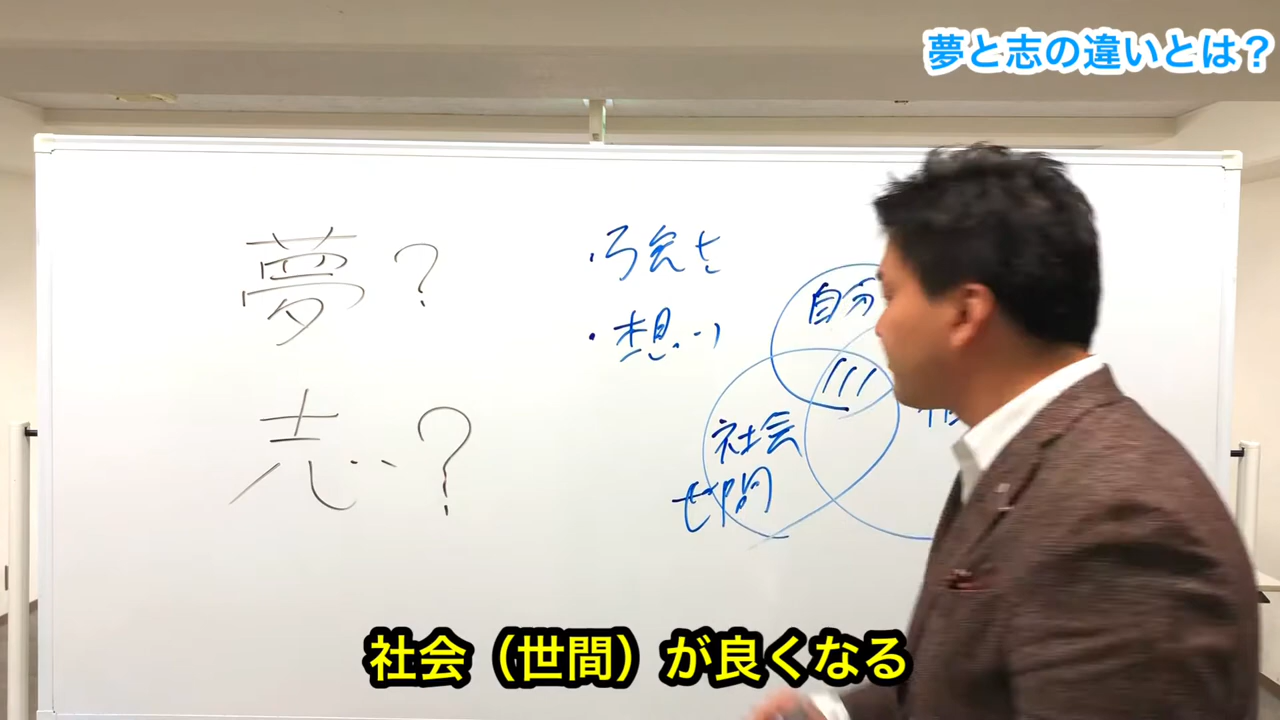 夢と志の違いとは？
夢？
志？
・強さ
・想い
自分
社会
世間
社会（世間）が良くなる